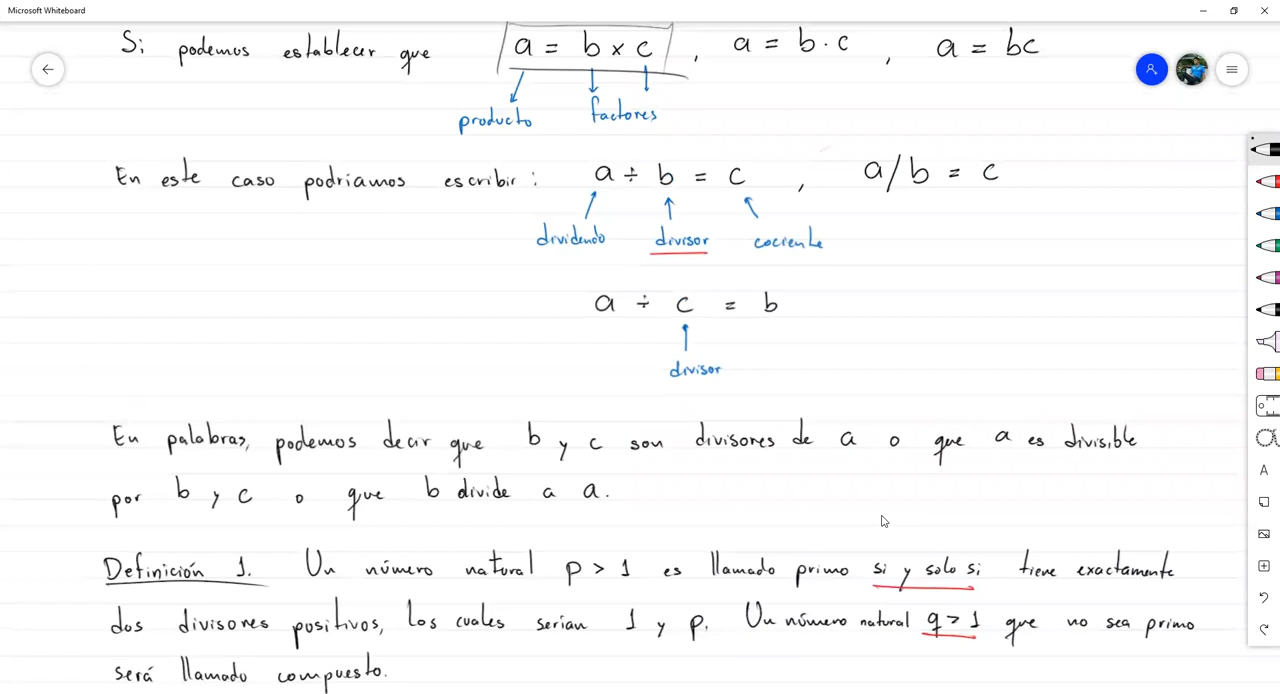 Microsoft Whiteboard
Si podemos establecer que a = b × c , a = b · c , a = bc
producto factores
En este caso podríamos escribir : a ÷ b = c , a/b = c
dividendo divisor cociente
a ÷ c = b
divisor
En palabras, podemos decir que b y c son divisores de a o que a es divisible
por b y c o que b divide a a.
Definición 1. Un número natural p > 1 es llamado primo si y solo si tiene exactamente
dos divisores positivos, los cuales serían 1 y p. Un número natural q > 1 que no sea primo
será llamado compuesto.
A